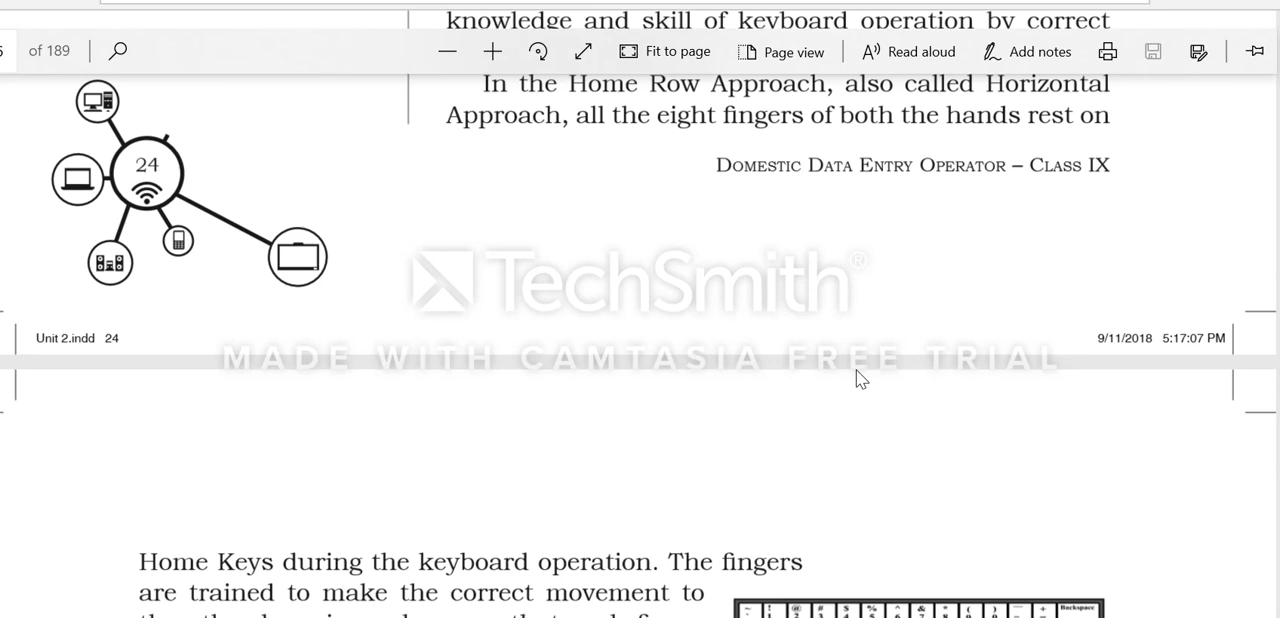 knowledge and skill of keyboard operation by correct
of 189
Fit to page
Page view
Read aloud
Add notes
In the Home Row Approach, also called Horizontal
Approach, all the eight fingers of both the hands rest on
24
DOMESTIC DATA ENTRY OPERATOR – CLASS IX
TechSmith®
Unit 2.indd 24
9/11/2018 5:17:07 PM
MADE WITH CAMTASIA FREE TRIAL
Home Keys during the keyboard operation. The fingers
are trained to make the correct movement to
Backspace